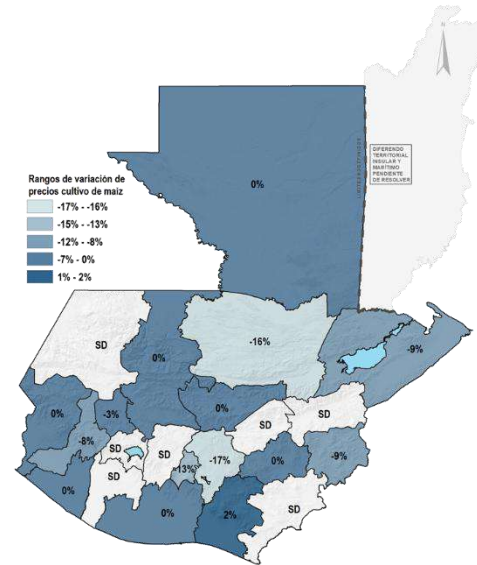 N
DIFERENDO
TERRITORIAL
INSULAR Y
MARÍTIMO
PENDIENTE
DE RESOLVER
0%
Rangos de variación de
precios cultivo de maíz
-17% - -16%
-15% - -13%
-12% - -8%
-7% - 0%
1% - 2%
SD
0%
-16%
-9%
0%
-3%
0%
SD
SD
-8%
SD
SD
-17%
0%
-9%
SD
13%
0%
0%
2%
SD